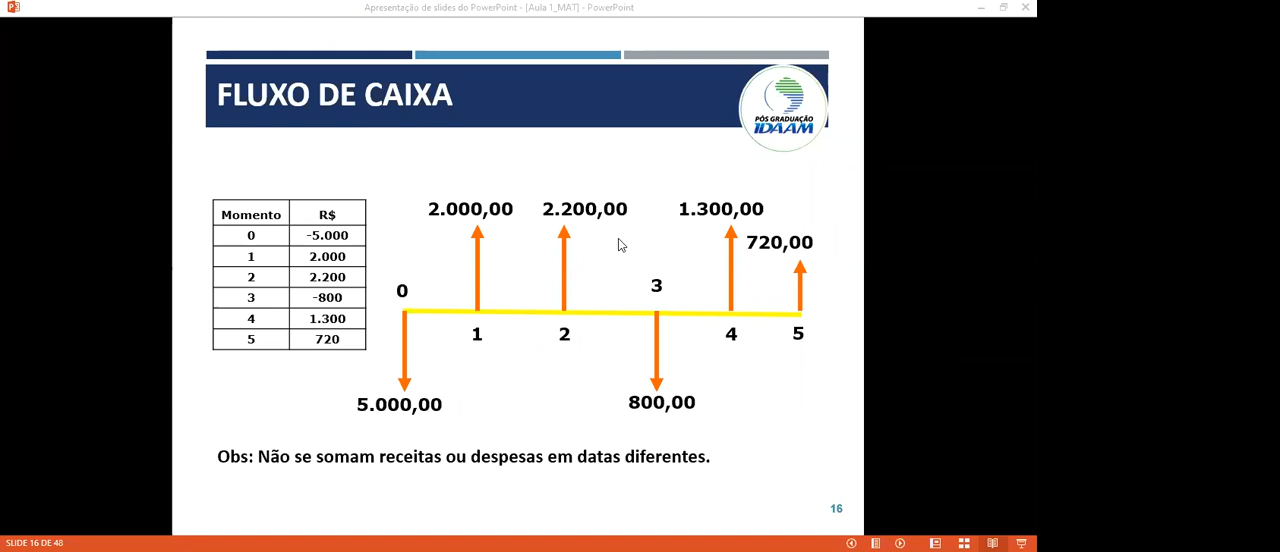 Apresentação de slides do PowerPoint - [Aula 1_MAT] - PowerPoint
FLUXO DE CAIXA
PÓS GRADUAÇÃO
IDAAM
Momento R$
0 -5.000
1 2.000
2 2.200
3 -800
4 1.300
5 720
2.000,00 2.200,00 1.300,00
720,00
0 3
1 2 4 5
5.000,00 800,00
Obs: Não se somam receitas ou despesas em datas diferentes.
16
SLIDE 16 DE 48